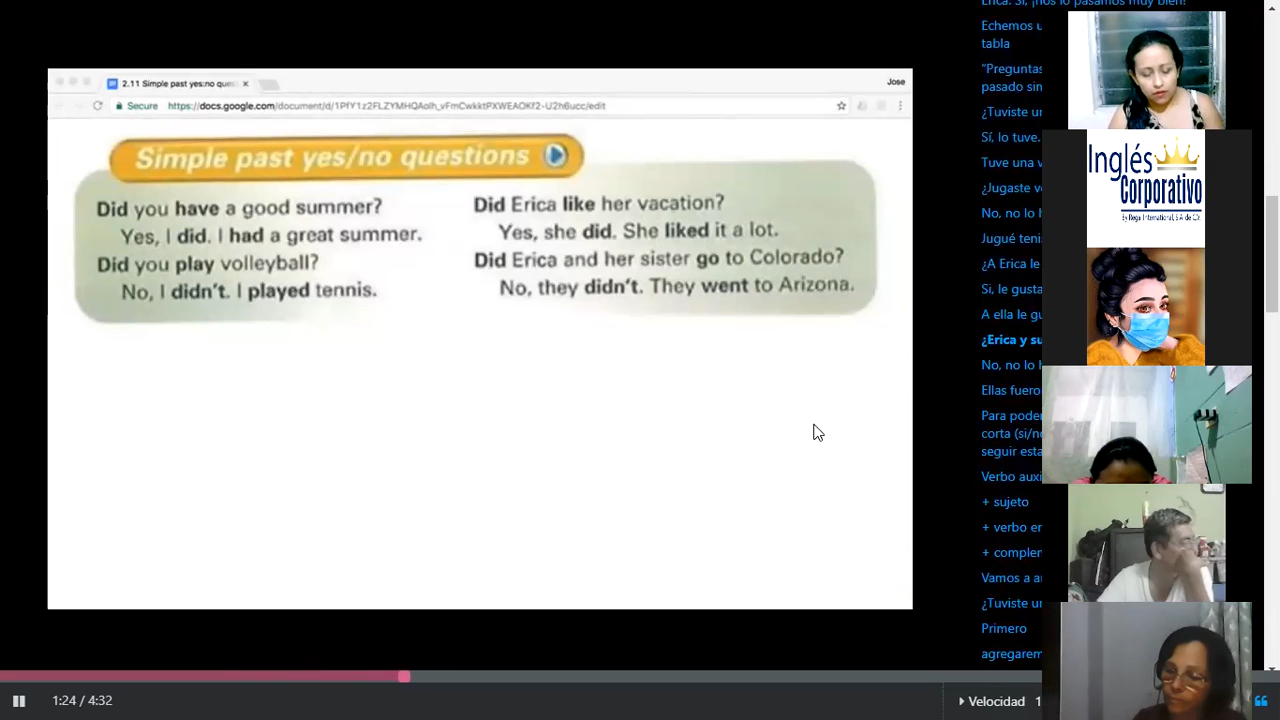 2.11 Simple past yes:no ques
Jose
Secure
https://docs.google.com/document/d/1PfY1z2FLZYMHQAolh_vFmCwkktPXWEAOKf2-U2h6ucc/edit
Simple past yes/no questions
Did you have a good summer?
Yes, I did. I had a great summer.
Did you play volleyball?
No, I didn't. I played tennis.
Did Erica like her vacation?
Yes, she did. She liked it a lot.
Did Erica and her sister go to Colorado?
No, they didn't. They went to Arizona.
Echemos u
tabla
"Preguntas
pasado sin
¿Tuviste un
Sí, lo tuve.
Tuve una v
¿Jugaste v
No, no lo h
Jugué teni
¿A Erica le
Si, le gusta
A ella le gu
¿Erica y su
No, no lo h
Ellas fuero
Para poder
corta (si/no
seguir esta
Verbo auxi
+ sujeto
+ verbo en
+ complem
Vamos a a
¿Tuviste un
Primero
agregarem
Inglés
Corporativo
1:24 / 4:32
Velocidad 1